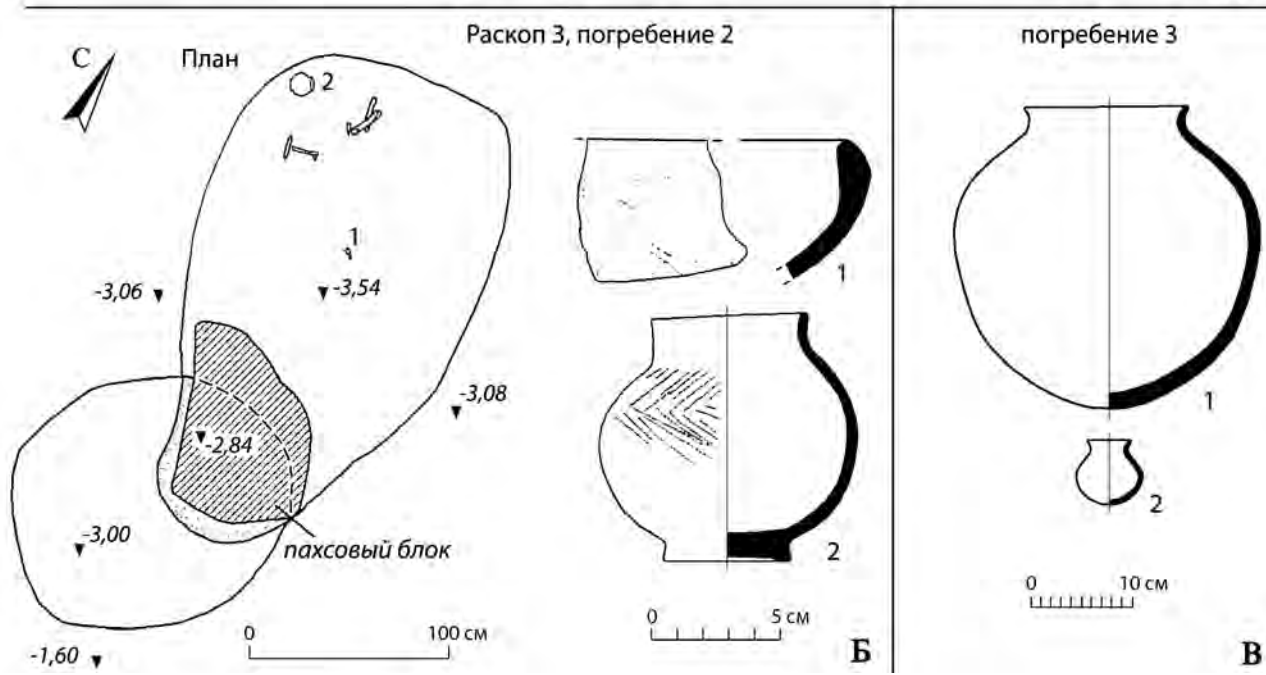 Раскоп 3, погребение 2
погребение 3
С
План
2
1
-3,06
-3,54
-3,08
-2,84
-3,00
пахсовый блок
-1,60
0 100 см
1
2
0 5 см
Б
1
2
0 10 см
В